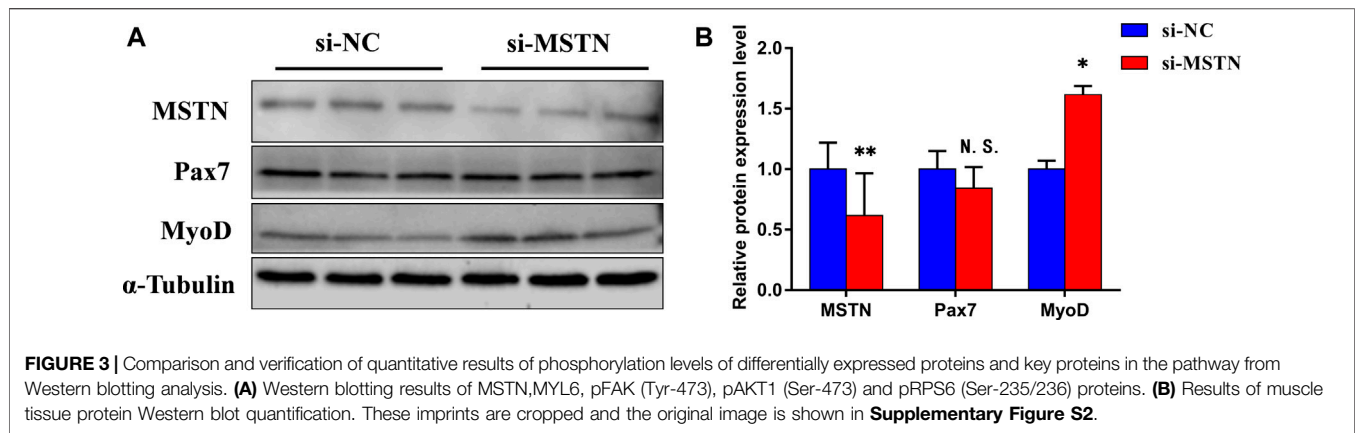 A
si-NC
si-MSTN
MSTN
Pax7
MyoD
α-Tubulin
B
si-NC
si-MSTN
Relative protein expression level
2.0
1.5
1.0
0.5
0.0
**
N. S.
*
MSTN
Pax7
MyoD
FIGURE 3 | Comparison and verification of quantitative results of phosphorylation levels of differentially expressed proteins and key proteins in the pathway from
Western blotting analysis. (A) Western blotting results of MSTN,MYL6, pFAK (Tyr-473), pAKT1 (Ser-473) and pRPS6 (Ser-235/236) proteins. (B) Results of muscle
tissue protein Western blot quantification. These imprints are cropped and the original image is shown in Supplementary Figure S2.